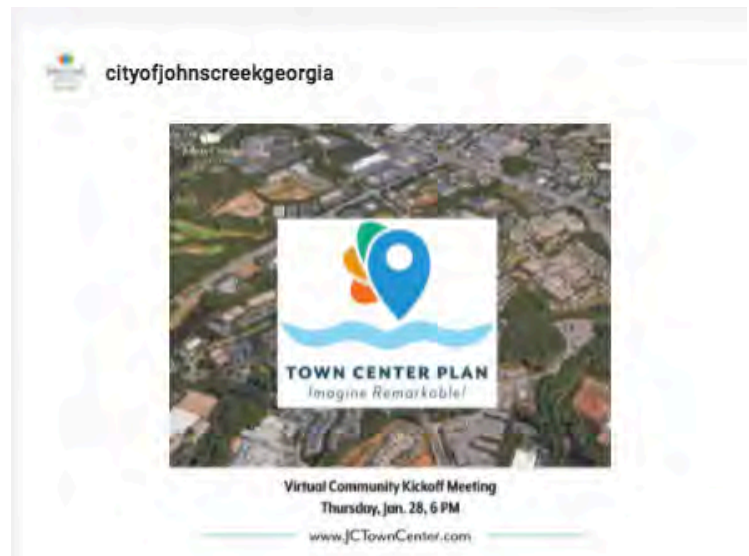 cityofjohnscreekgeorgia
TOWN CENTER PLAN
Imagine Remarkable!
Virtual Community Kickoff Meeting
Thursday, Jan. 28, 6 PM
www.JCTownCenter.com